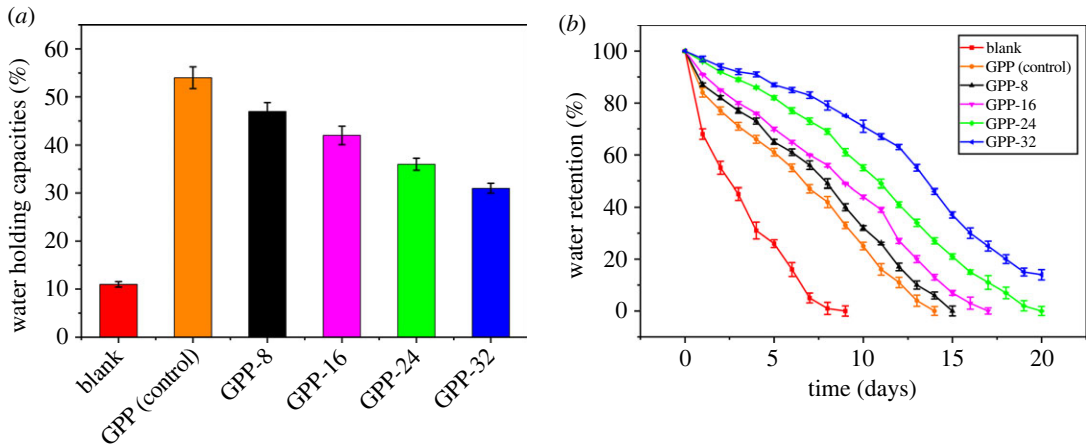 (a)
water holding capacities (%)
60
50
40
30
20
10
0
blank
GPP (control)
GPP-8
GPP-16
GPP-24
GPP-32
(b)
water retention (%)
100
80
60
40
20
0
blank
GPP (control)
GPP-8
GPP-16
GPP-24
GPP-32
0 5 10 15 20
time (days)